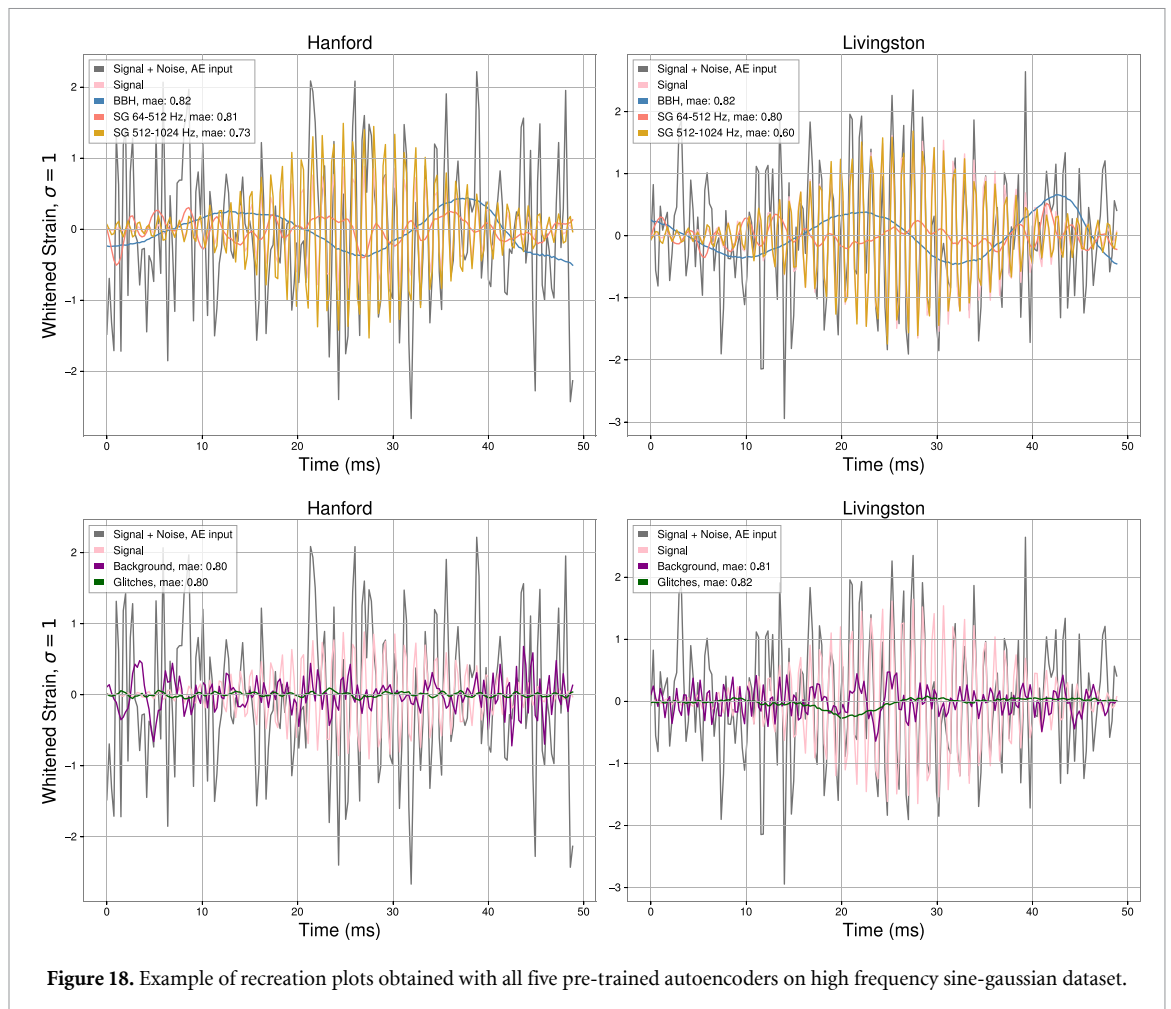 Hanford
Signal + Noise, AE input
Signal
BBH, mae: 0.82
SG 64-512 Hz, mae: 0.81
SG 512-1024 Hz, mae: 0.73
Whitened Strain, σ = 1
2
1
0
−1
−2
0 10 20 30 40 50
Time (ms)
Livingston
Signal + Noise, AE input
Signal
BBH, mae: 0.82
SG 64-512 Hz, mae: 0.80
SG 512-1024 Hz, mae: 0.60
2
1
0
−1
−2
−3
0 10 20 30 40 50
Time (ms)
Hanford
Signal + Noise, AE input
Signal
Background, mae: 0.80
Glitches, mae: 0.80
Whitened Strain, σ = 1
2
1
0
−1
−2
0 10 20 30 40 50
Time (ms)
Livingston
Signal + Noise, AE input
Signal
Background, mae: 0.81
Glitches, mae: 0.82
2
1
0
−1
−2
−3
0 10 20 30 40 50
Time (ms)
Figure 18. Example of recreation plots obtained with all five pre-trained autoencoders on high frequency sine-gaussian dataset.